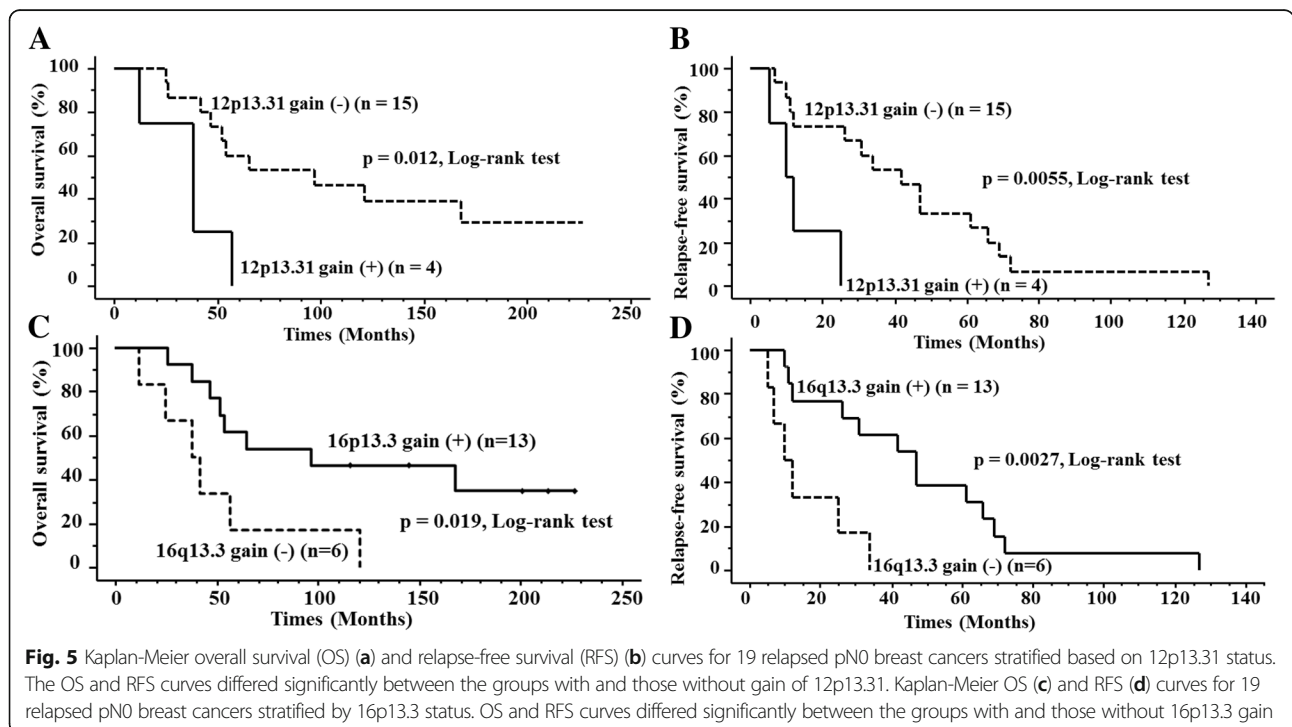 A
Overall survival (%)
100
80
60
40
20
0
12p13.31 gain (-) (n = 15)
p = 0.012, Log-rank test
12p13.31 gain (+) (n = 4)
0 50 100 150 200 250
Times (Months)
B
Relapse-free survival (%)
100
80
60
40
20
0
12p13.31 gain (-) (n = 15)
p = 0.0055, Log-rank test
12p13.31 gain (+) (n = 4)
0 20 40 60 80 100 120 140
Times (Months)
C
Overall survival (%)
100
80
60
40
20
0
16p13.3 gain (+) (n=13)
p = 0.019, Log-rank test
16q13.3 gain (-) (n=6)
0 50 100 150 200 250
Times (Months)
D
Relapse-free survival (%)
100
80
60
40
20
0
16q13.3 gain (+) (n = 13)
p = 0.0027, Log-rank test
16q13.3 gain (-) (n=6)
0 20 40 60 80 100 120 140
Times (Months)
Fig. 5 Kaplan-Meier overall survival (OS) (a) and relapse-free survival (RFS) (b) curves for 19 relapsed pN0 breast cancers stratified based on 12p13.31 status.
The OS and RFS curves differed significantly between the groups with and those without gain of 12p13.31. Kaplan-Meier OS (c) and RFS (d) curves for 19
relapsed pN0 breast cancers stratified by 16p13.3 status. OS and RFS curves differed significantly between the groups with and those without 16p13.3 gain